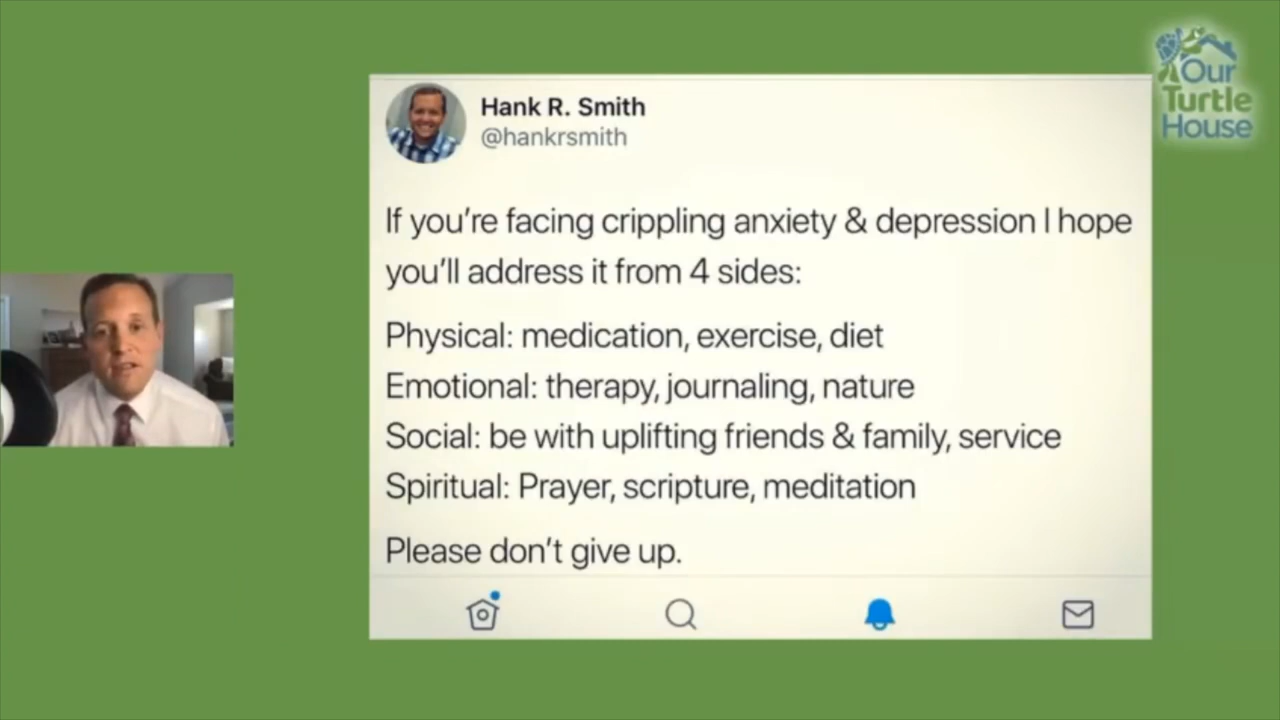 Our
Turtle
House
Hank R. Smith
@hankrsmith
If you're facing crippling anxiety & depression I hope
you'll address it from 4 sides:
Physical: medication, exercise, diet
Emotional: therapy, journaling, nature
Social: be with uplifting friends & family, service
Spiritual: Prayer, scripture, meditation
Please don't give up.